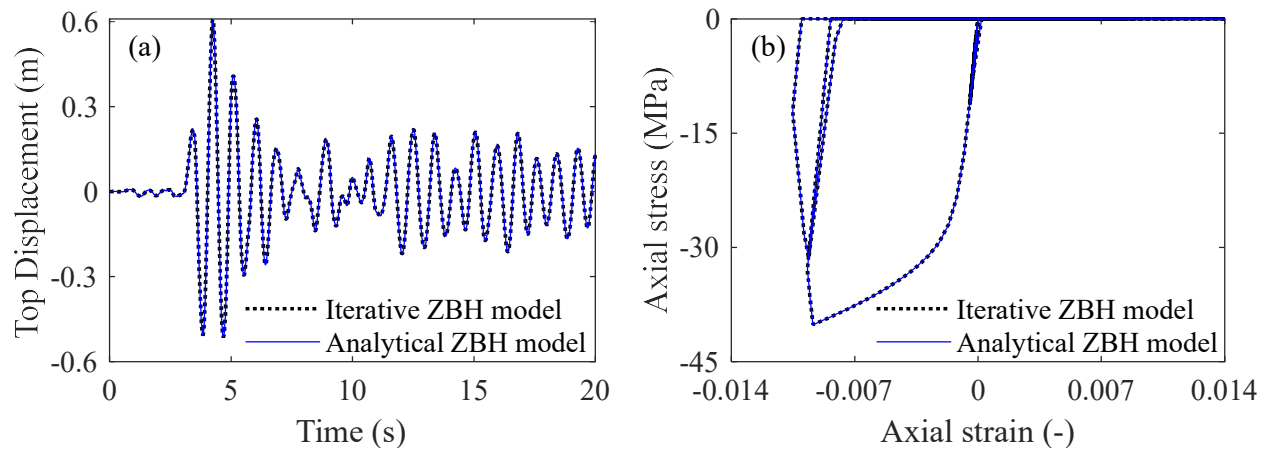 (a)
Top Displacement (m)
0.6
0.3
0
-0.3
-0.6
Iterative ZBH model
Analytical ZBH model
0
5
10
15
20
Time (s)
(b)
Axial stress (MPa)
0
-15
-30
-45
Iterative ZBH model
Analytical ZBH model
-0.014
-0.007
0
0.007
0.014
Axial strain (-)